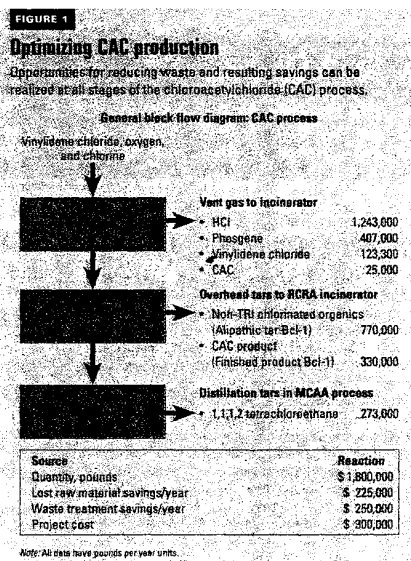 FIGURE 1
Optimizing CAC production
Opportunities for reducing waste and resulting savings can be
realized at all stages of the chloroacetylchloride (CAC) process.
General block flow diagram: CAC process
Vinylidene chloride, oxygen,
and chlorine
Vent gas to incinerator
• HCl 1,243,000
• Phosgene 407,000
• Vinylidene chloride 123,300
• CAC 25,000
Overhead tars to RCRA incinerator
• Non-TRI chlorinated organics
(Alipathic tar Bcl-1) 770,000
• CAC product
(Finished product Bcl-1) 330,000
Distillation tars in MCAA process
• 1,1,1,2 tetrachloroethane 273,000
Source Reaction
Quantity, pounds $ 1,800,000
Lost raw material savings/year $ 225,000
Waste treatment savings/year $ 250,000
Project cost $ 300,000
Note: All data have pounds per year units.